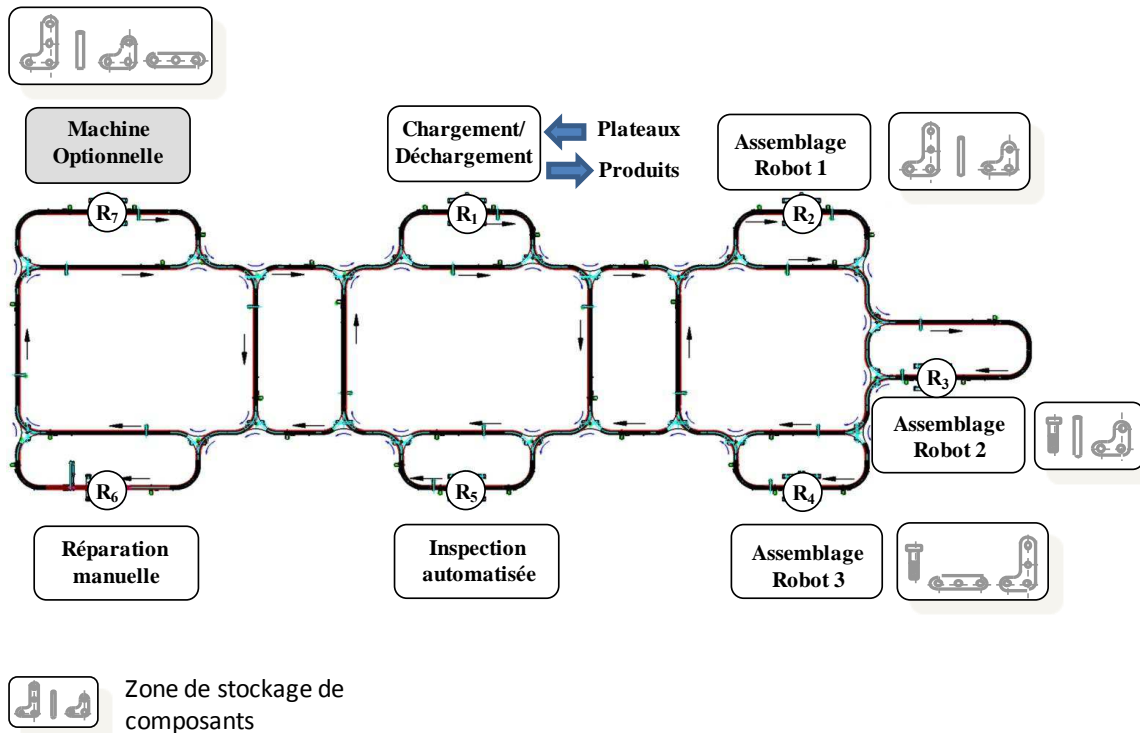 Machine
Optionnelle
Chargement/
Déchargement
Plateaux
Produits
Assemblage
Robot 1
R7
R1
R2
R3
Assemblage
Robot 2
R6
R5
R4
Réparation
manuelle
Inspection
automatisée
Assemblage
Robot 3
Zone de stockage de
composants